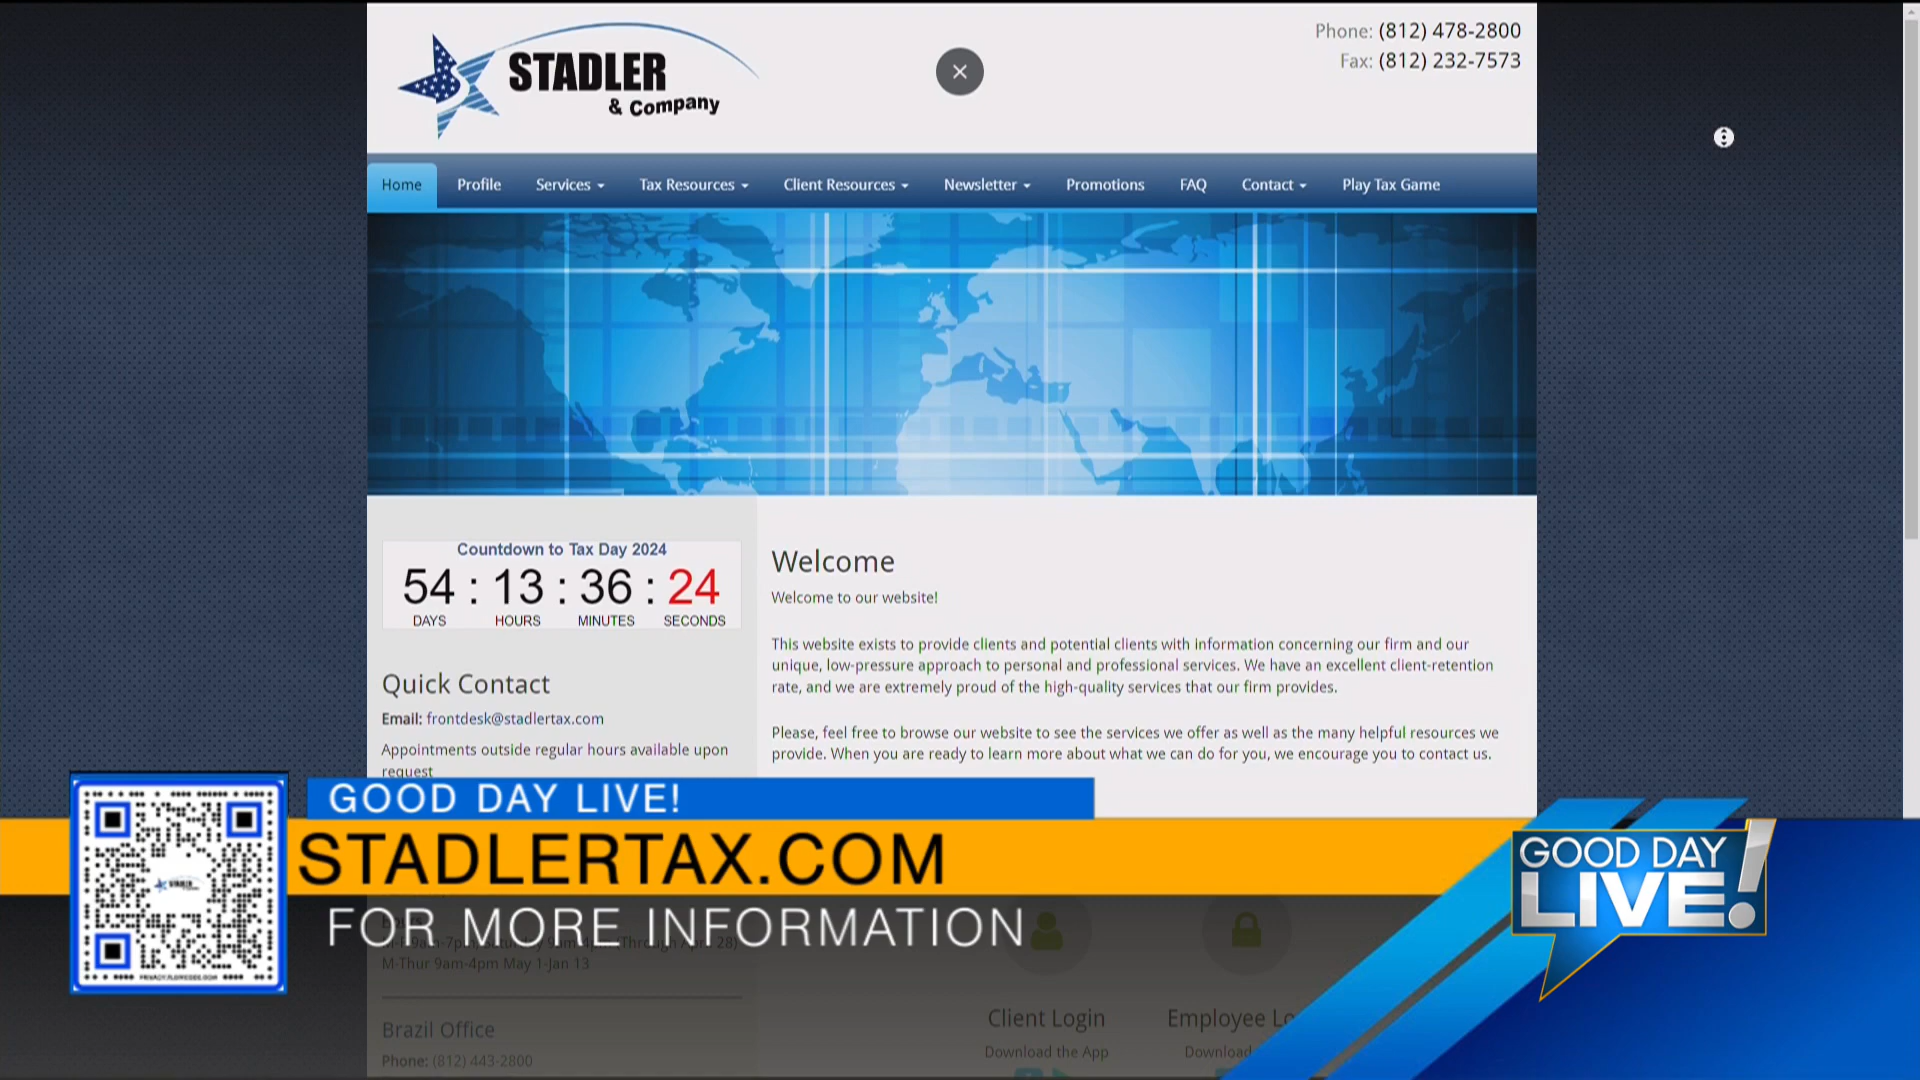 STADLER
& Company
Phone: (812) 478-2800
Fax: (812) 232-7573
Home
Profile
Services
Tax Resources
Client Resources
Newsletter
Promotions
FAQ
Contact
Play Tax Game
Countdown to Tax Day 2024
54 : 13 : 36 : 24
DAYS HOURS MINUTES SECONDS
Quick Contact
Email: frontdesk@stadlertax.com
Appointments outside regular hours available upon
request
Welcome
Welcome to our website!
This website exists to provide clients and potential clients with information concerning our firm and our
unique, low-pressure approach to personal and professional services. We have an excellent client-retention
rate, and we are extremely proud of the high-quality services that our firm provides.
Please, feel free to browse our website to see the services we offer as well as the many helpful resources we
provide. When you are ready to learn more about what we can do for you, we encourage you to contact us.
GOOD DAY LIVE!
STADLERTAX.COM
FOR MORE INFORMATION
GOOD DAY
LIVE!
M-Thur 9am-4pm May 1-Jan 13
Brazil Office
Phone: (812) 443-2800
Client Login
Download the App
Employee Lo
Download